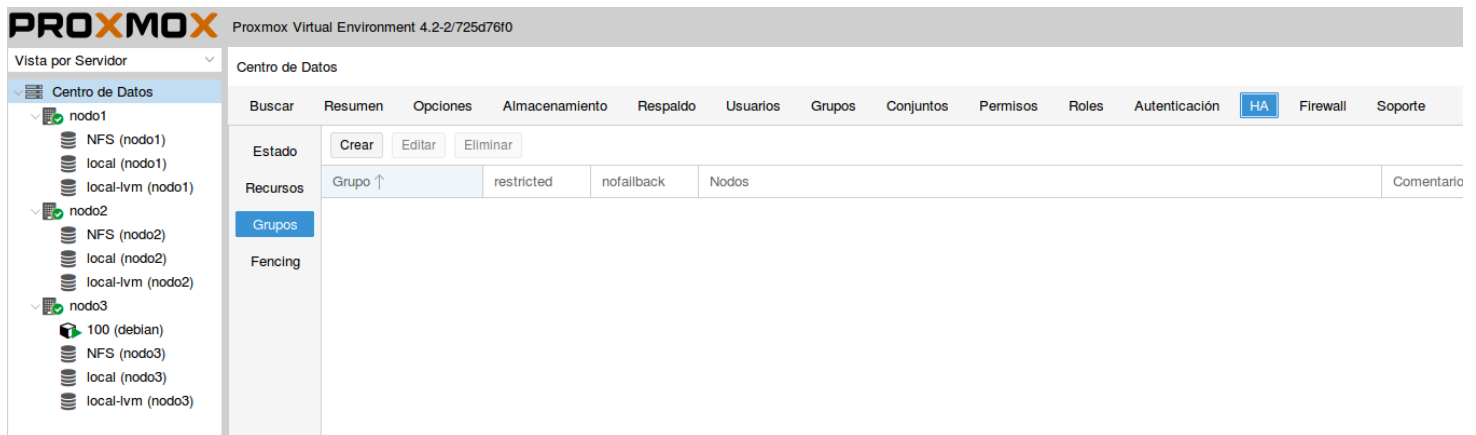 PROXMOX Proxmox Virtual Environment 4.2-2/725d76f0
Vista por Servidor
Centro de Datos
nodo1
NFS (nodo1)
local (nodo1)
local-lvm (nodo1)
nodo2
NFS (nodo2)
local (nodo2)
local-lvm (nodo2)
nodo3
100 (debian)
NFS (nodo3)
local (nodo3)
local-lvm (nodo3)
Centro de Datos
Buscar Resumen Opciones Almacenamiento Respaldo Usuarios Grupos Conjuntos Permisos Roles Autenticación HA Firewall Soporte
Estado
Recursos
Grupos
Fencing
Crear Editar Eliminar
Grupo restricted nofailback Nodos Comentario